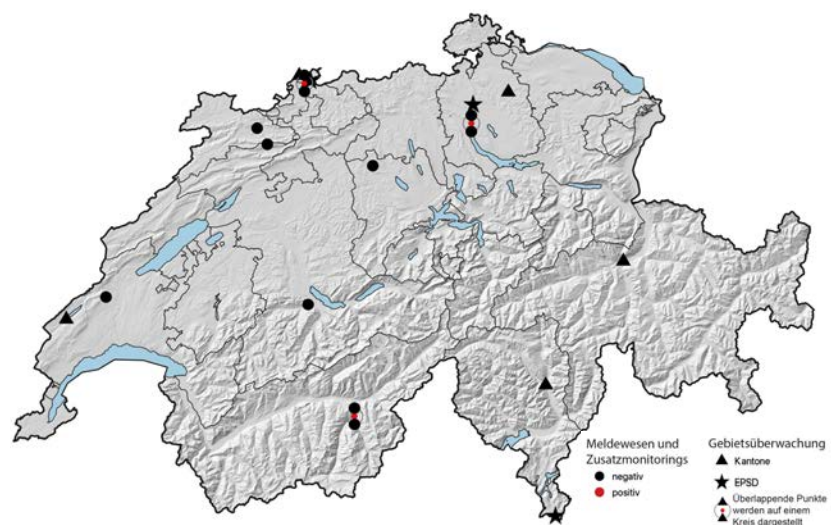 Meldewesen und
Zusatzmonitorings
negativ
positiv
Gebietsüberwachung
Kantone
EPSD
Überlappende Punkte
werden auf einem
Kreis dargestellt